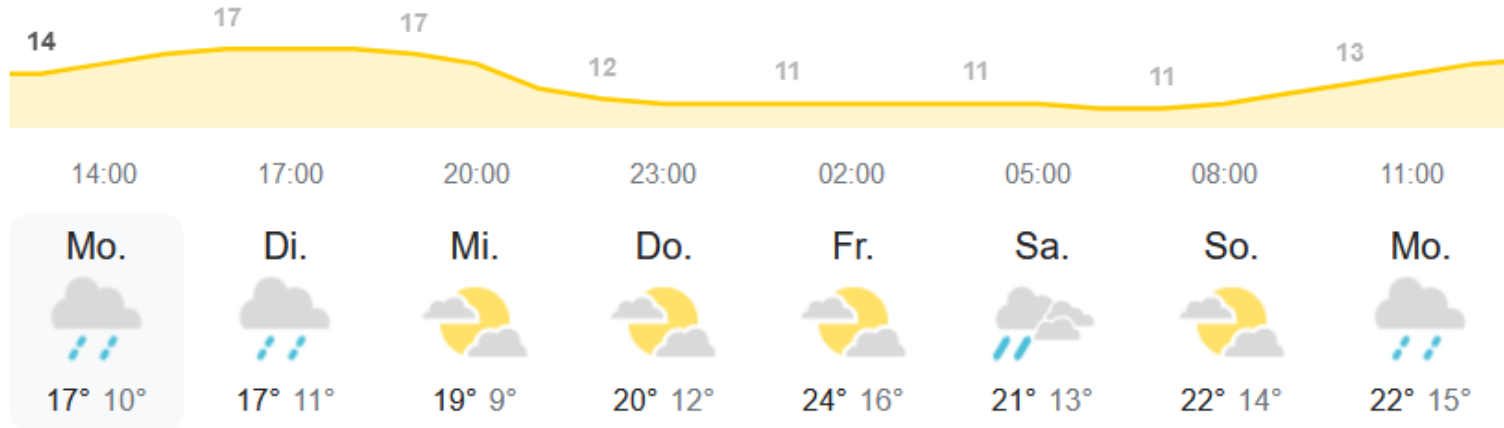 14 17 17 12 11 11 11 13
14:00 17:00 20:00 23:00 02:00 05:00 08:00 11:00
Mo. Di. Mi. Do. Fr. Sa. So. Mo.
17° 10° 17° 11° 19° 9° 20° 12° 24° 16° 21° 13° 22° 14° 22° 15°